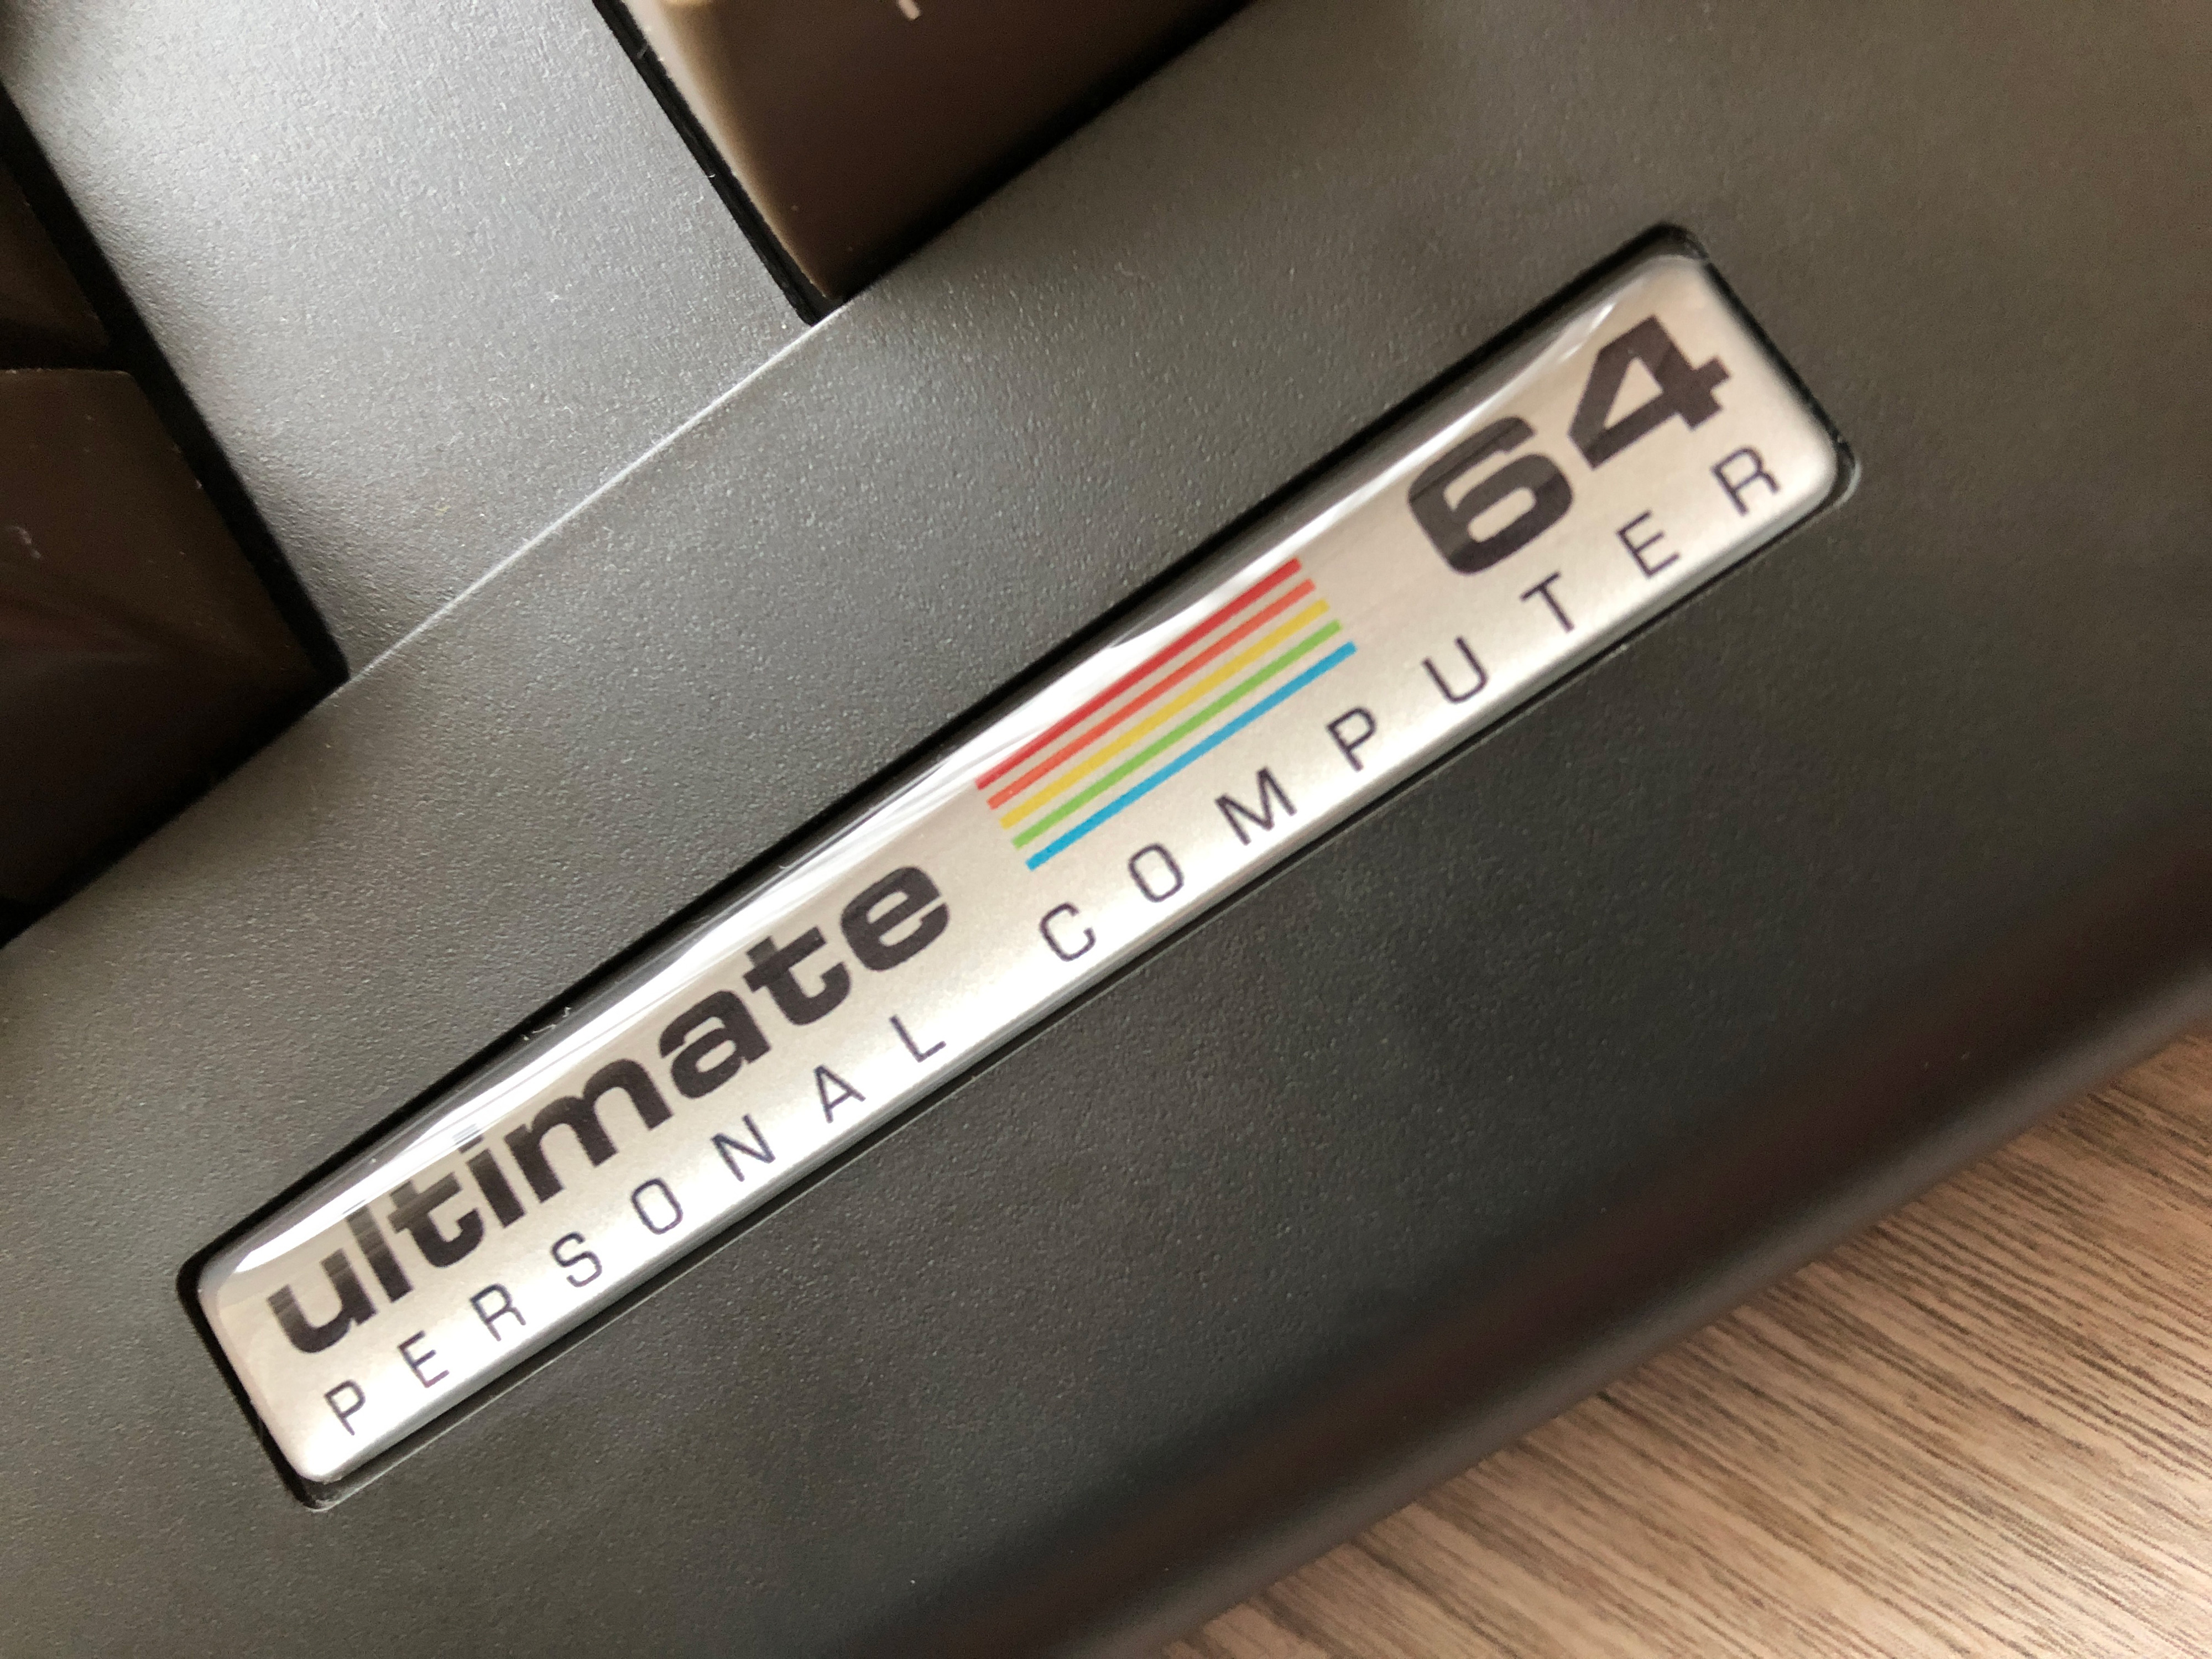 ultimate 64
PERSONAL COMPUTER